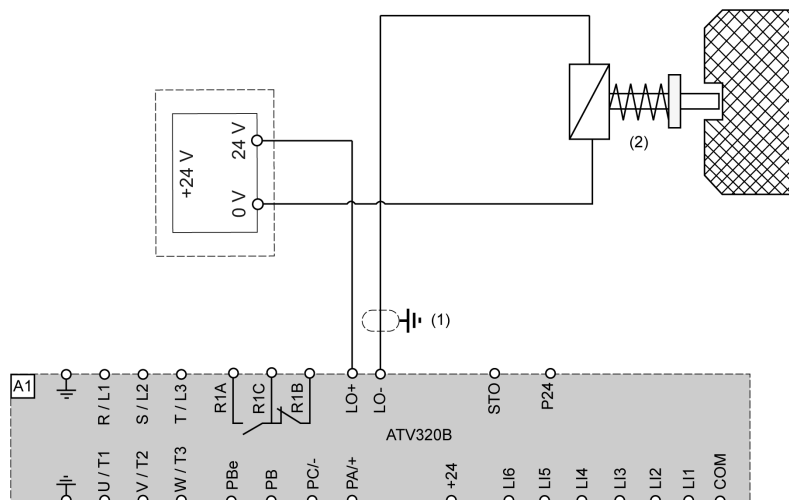 (2)
+24 V
24 V
0 V
(1)
A1
R / L1
S / L2
T / L3
R1A
R1C
R1B
LO+
LO-
STO
P24
ATV320B
U / T1
V / T2
W / T3
PBe
PB
PC/-
PA/+
+24
LI6
LI5
LI4
LI3
LI2
LI1
COM